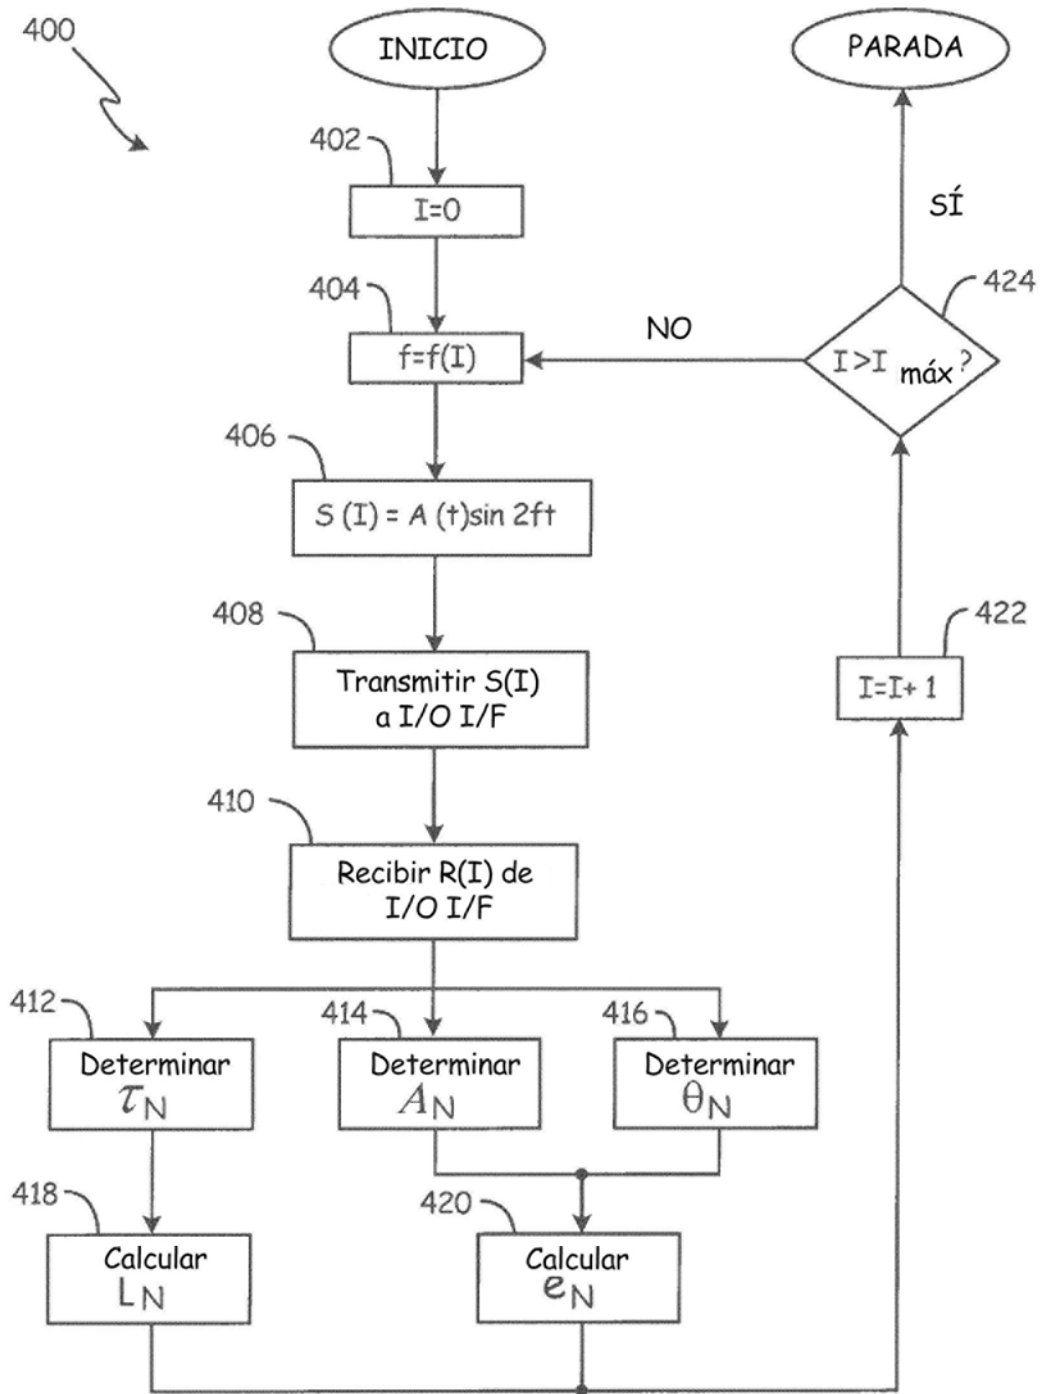 400
INICIO
PARADA
402
I=0
SÍ
404
f=f(I)
NO
424
I>I máx?
406
S (I) = A (t)sin 2ft
408
Transmitir S(I)
a I/O I/F
422
I=I+ 1
410
Recibir R(I) de
I/O I/F
412
Determinar
τN
414
Determinar
AN
416
Determinar
θN
418
Calcular
LN
420
Calcular
eN